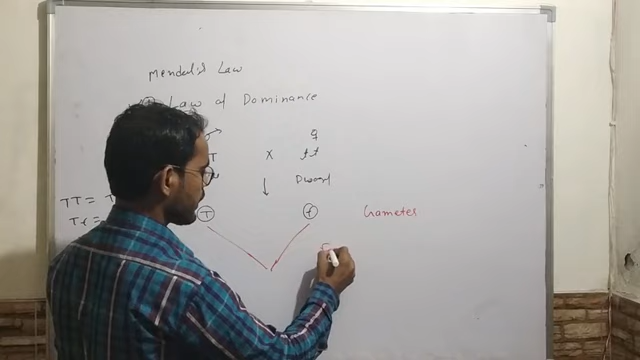 Mendel's Law
Law of Dominance
T x tt
Dwarf
TT =
T t Gametes
Tt =
F